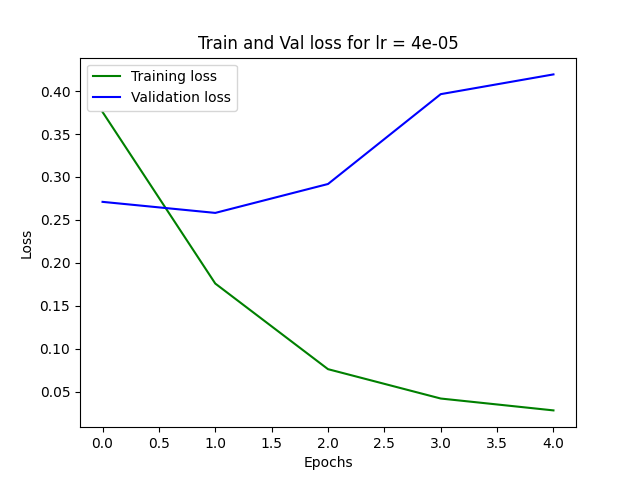 Train and Val loss for lr = 4e-05
Training loss
Validation loss
0.40
0.35
0.30
0.25
0.20
0.15
0.10
0.05
Loss
0.0 0.5 1.0 1.5 2.0 2.5 3.0 3.5 4.0
Epochs